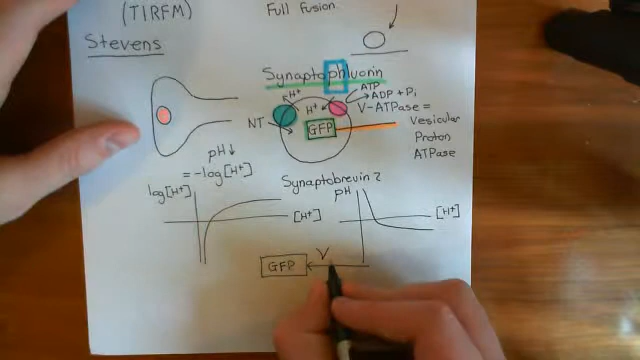 (TIRFM)
Full Fusion
Stevens
Synaptophluorin
H+
H+
ATP
ADP + Pi
V-ATPase =
Vesicular
Proton
ATPase
NT
GFP
pH↓
= -log[H+]
Synaptobrevin 2
log[H+]
[H+]
pH
[H+]
GFP
V